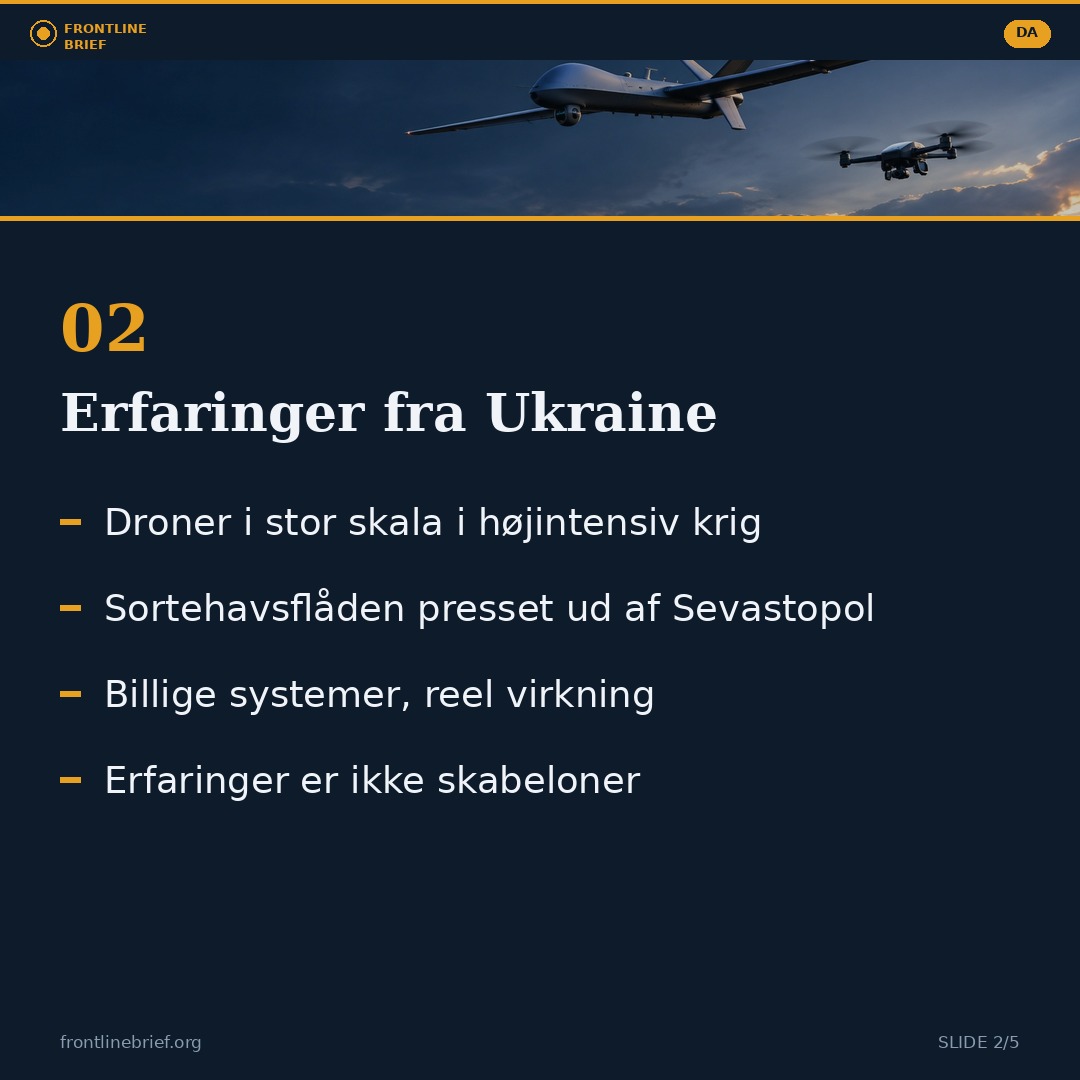 FRONTLINE
BRIEF
DA
02
Erfaringer fra Ukraine
Droner i stor skala i højintensiv krig
Sortehavsflåden presset ud af Sevastopol
Billige systemer, reel virkning
Erfaringer er ikke skabeloner
frontlinebrief.org
SLIDE 2/5